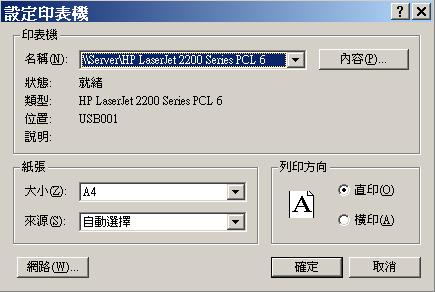 設定印表機
印表機
名稱(N): \\Server\HP LaserJet 2200 Series PCL 6 內容(P)...
狀態: 就緒
類型: HP LaserJet 2200 Series PCL 6
位置: USB001
說明:
紙張
大小(Z): A4
來源(S): 自動選擇
列印方向
A
直印(O)
橫印(A)
網路(W)... 確定 取消